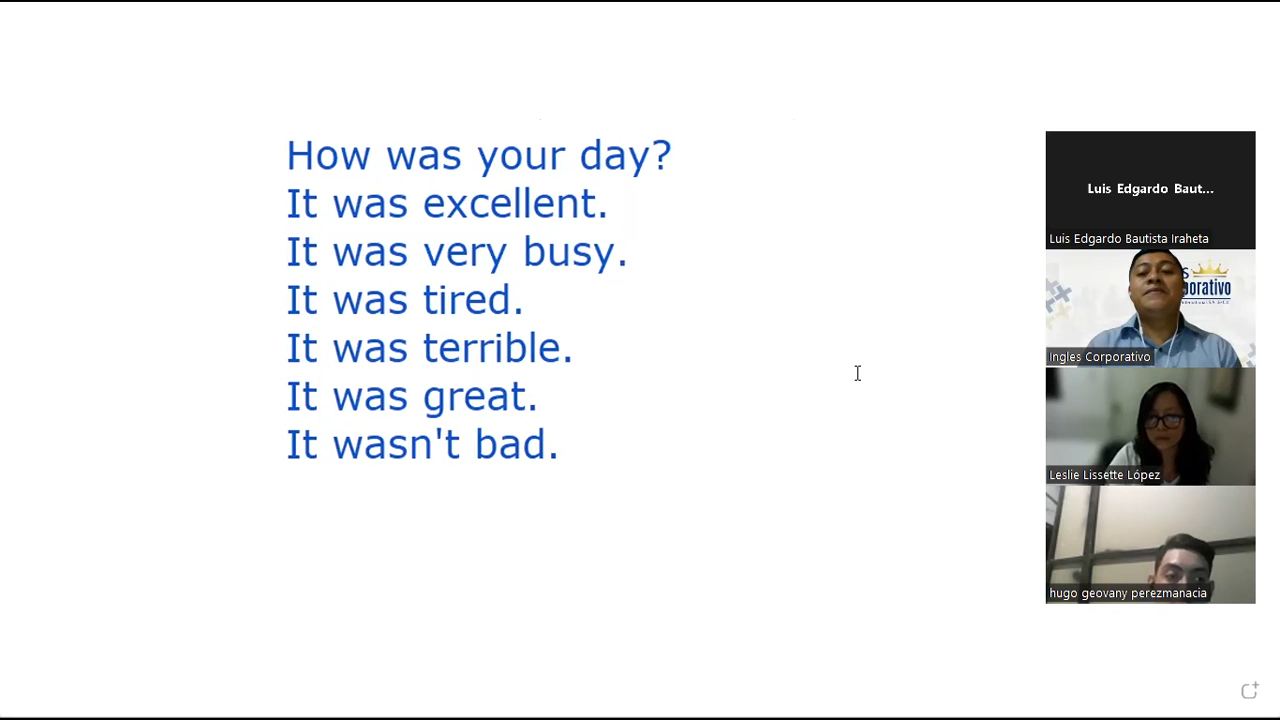 How was your day?
It was excellent.
It was very busy.
It was tired.
It was terrible.
It was great.
It wasn't bad.
Luis Edgardo Baut...
Luis Edgardo Bautista Iraheta
Ingles Corporativo
Leslie Lissette López
hugo geovany perezmanacia